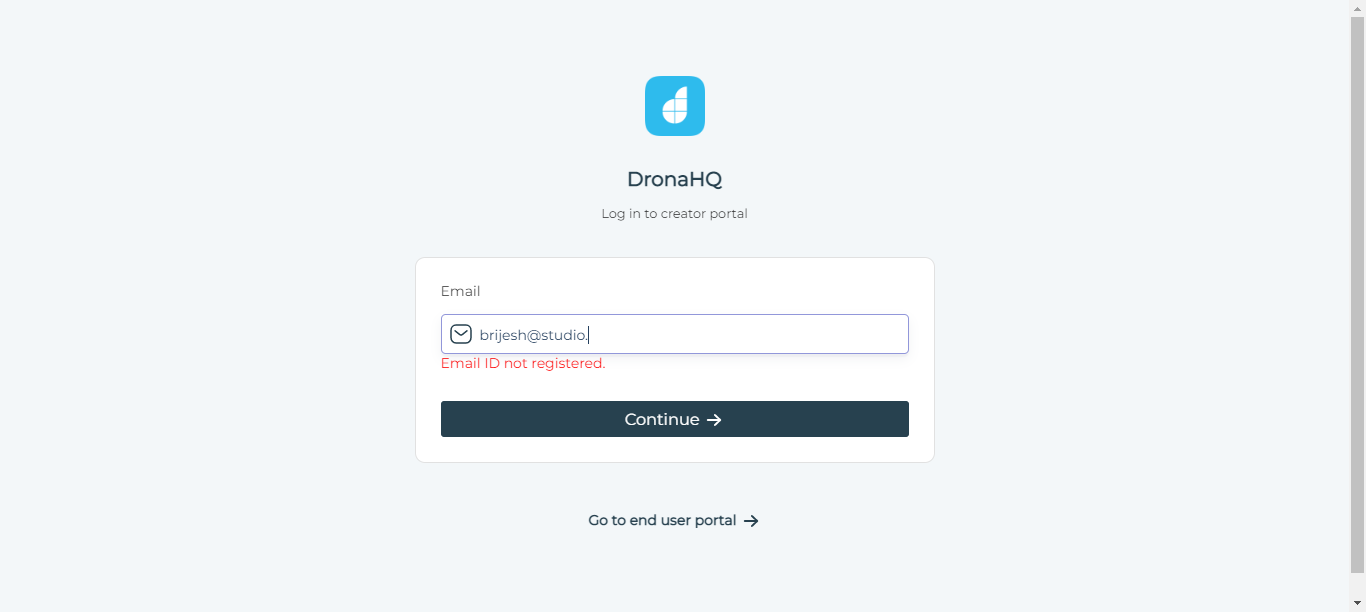 DronaHQ
Log in to creator portal
Email
brijesh@studio.
Email ID not registered.
Continue →
Go to end user portal →